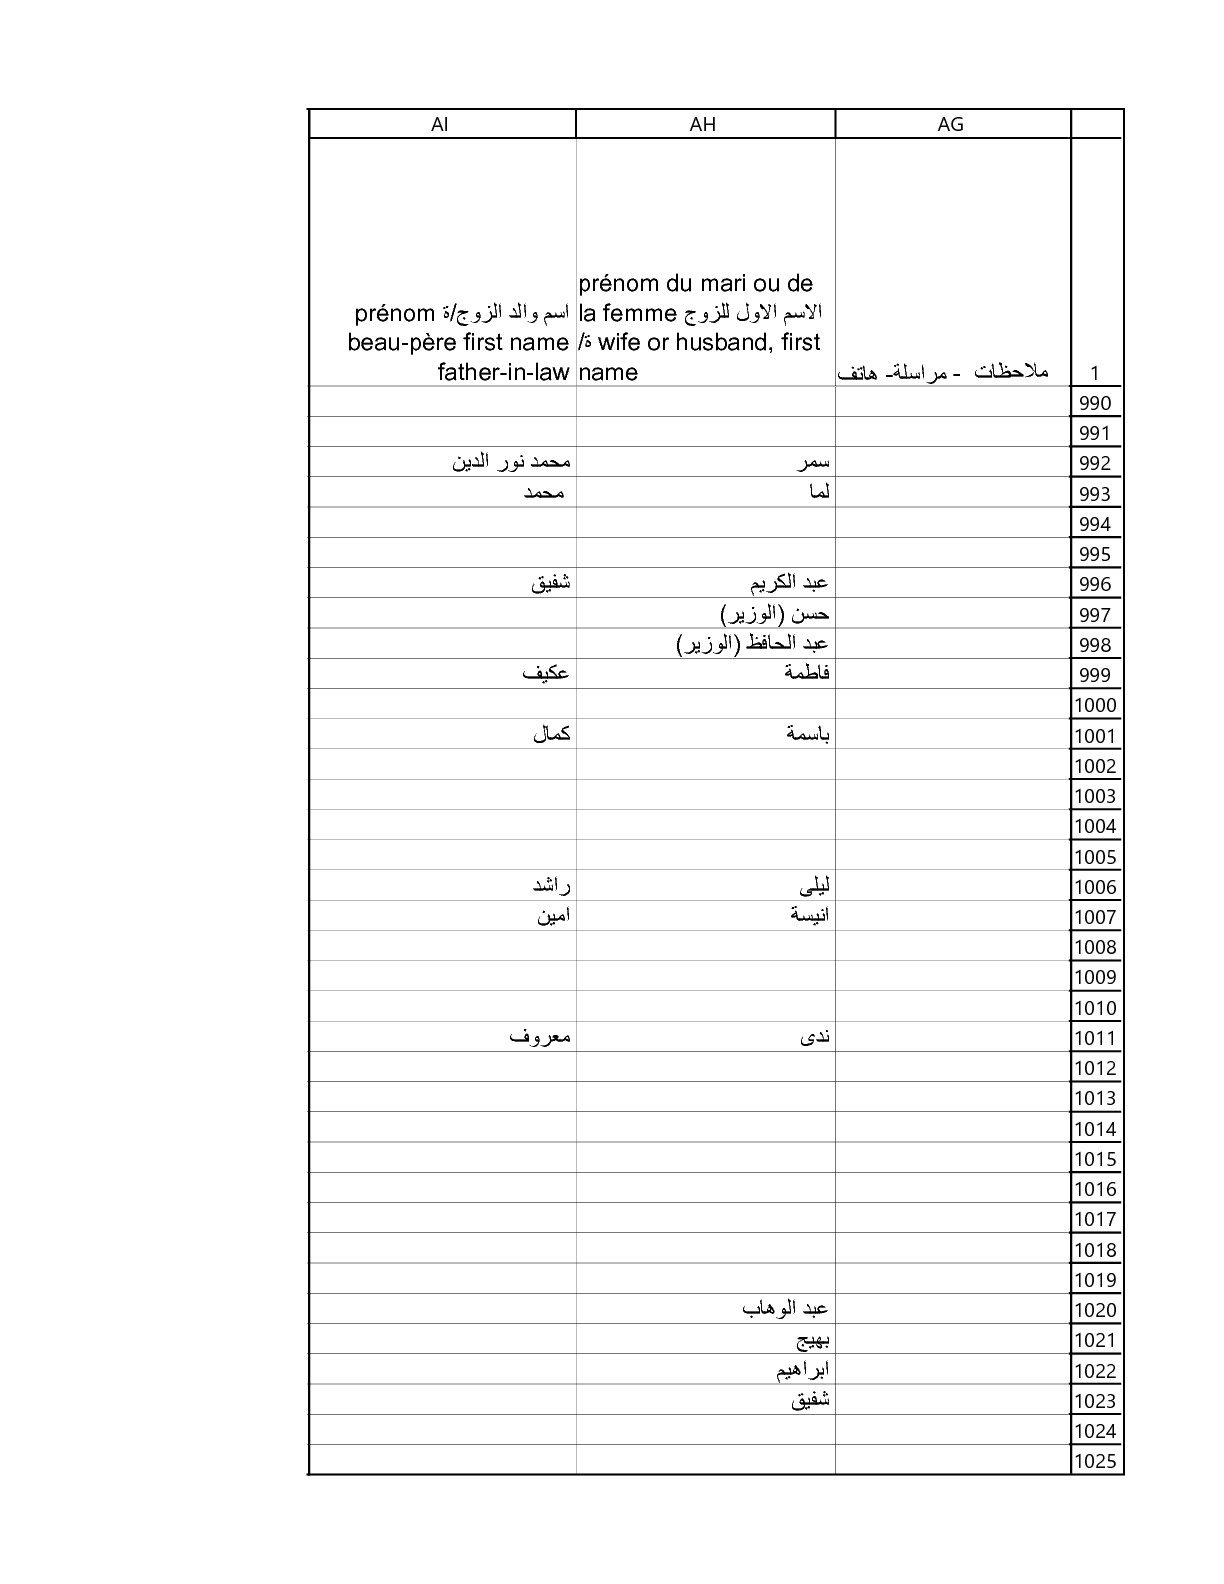 AI AH AG
prénom du mari ou de
prénom اسم والد الزوج/ة la femme الاسم الاول للزوج
beau-père first name /ة wife or husband, first
father-in-law name ملاحظات - مراسلة- هاتف 1
990
991
محمد نور الدين سمر 992
محمد لما 993
994
995
شفيق عبد الكريم 996
حسن (الوزير) 997
عبد الحافظ (الوزير) 998
عكيف فاطمة 999
1000
كمال باسمة 1001
1002
1003
1004
1005
راشد ليلى 1006
امين انيسة 1007
1008
1009
1010
معروف ندى 1011
1012
1013
1014
1015
1016
1017
1018
1019
عبد الوهاب 1020
بهيج 1021
ابراهيم 1022
شفيق 1023
1024
1025